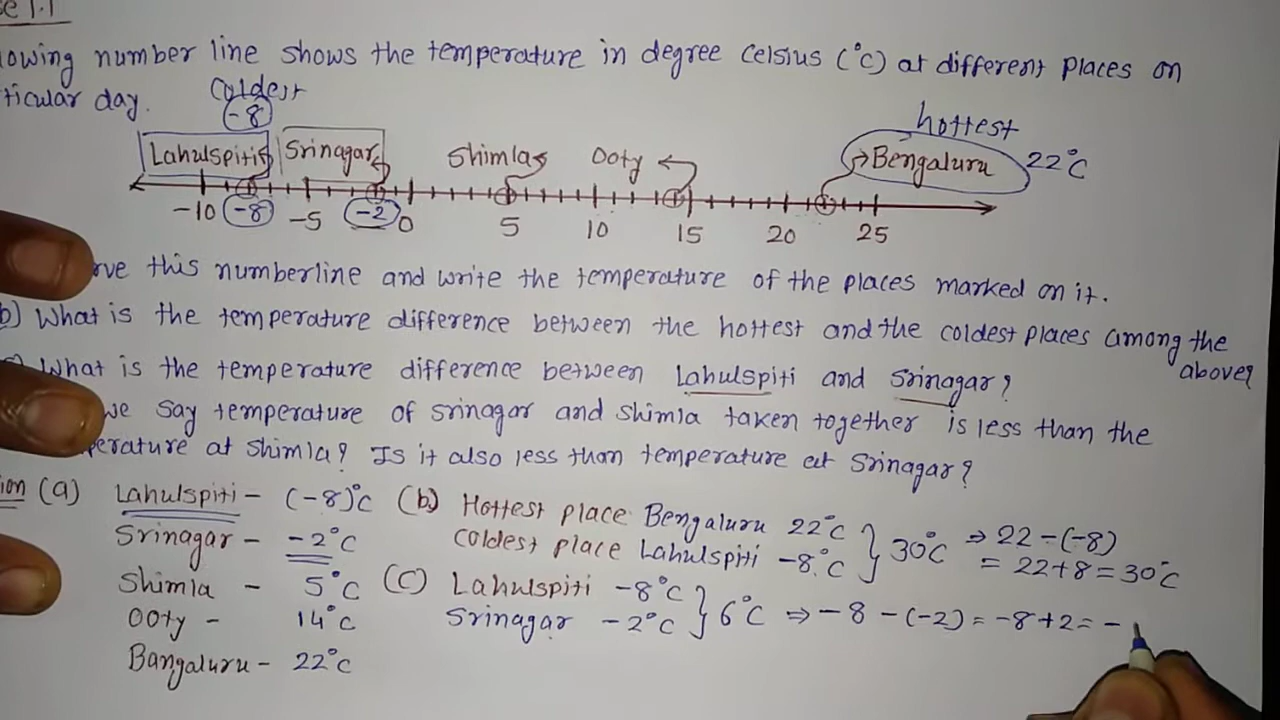 se 1.1
lowing number line shows the temperature in degree Celsius (°C) at different places on
ticular day.
Coldest
-8
hottest
Lahulspiti Srinagar Shimla Ooty Bengaluru 22°C
-10 -8 -5 -2 0 5 10 15 20 25
rve this numberline and write the temperature of the places marked on it.
b) What is the temperature difference between the hottest and the coldest places among the
above?
What is the temperature difference between Lahulspiti and Srinagar?
we say temperature of srinagar and shimla taken together is less than the
perature at shimla? Is it also less than temperature at srinagar?
ion (a) Lahulspiti - (-8)°C
Srinagar - -2°C
Shimla - 5°C
Ooty - 14°C
Bangaluru - 22°C
(b) Hottest place Bengaluru 22°C
Coldest place Lahulspiti -8°C } 30°C ⇒ 22-(-8)
= 22+8 = 30°C
(C) Lahulspiti -8°C
Srinagar -2°C } 6°C ⇒ -8 -(-2) = -8+2 = -